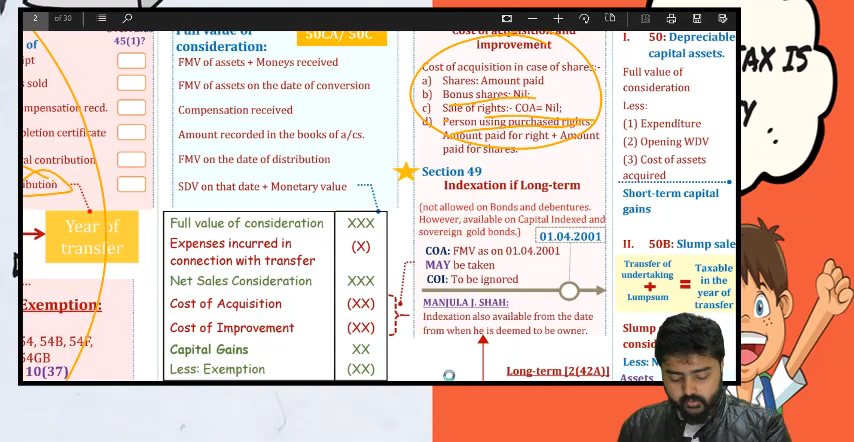 2 of 30
of
45(1)?
sold
mpensation recd.
pletion certificate
al contribution
ibution
Year of
transfer
Exemption:
54, 54B, 54F,
54GB
10(37)
Full value of
consideration:
50CA/ 50C
FMV of assets + Moneys received
FMV of assets on the date of conversion
Compensation received
Amount recorded in the books of a/cs.
FMV on the date of distribution
SDV on that date + Monetary value
Full value of consideration XXX
Expenses incurred in
connection with transfer (X)
Net Sales Consideration XXX
Cost of Acquisition (XX)
Cost of Improvement (XX)
Capital Gains XX
Less: Exemption (XX)
Cost of acquisition and
improvement
Cost of acquisition in case of shares:-
a) Shares: Amount paid
b) Bonus shares: Nil;
c) Sale of rights:- COA= Nil;
d) Person using purchased rights:
Amount paid for right + Amount
paid for shares.
Section 49
Indexation if Long-term
(not allowed on Bonds and debentures.
However, available on Capital Indexed and
sovereign gold bonds.)
01.04.2001
COA: FMV as on 01.04.2001
MAY be taken
COI: To be ignored
MANJULA J. SHAH:
Indexation also available from the date
from when he is deemed to be owner.
Long-term [2(42A)]
I. 50: Depreciable
capital assets.
Full value of
consideration
Less:
(1) Expenditure
(2) Opening WDV
(3) Cost of assets
acquired
Short-term capital
gains
II. 50B: Slump sale
Transfer of
undertaking
+
Lumpsum
=
Taxable
in the
year of
transfer
Slump
consid
Less: N
Assets
AX IS